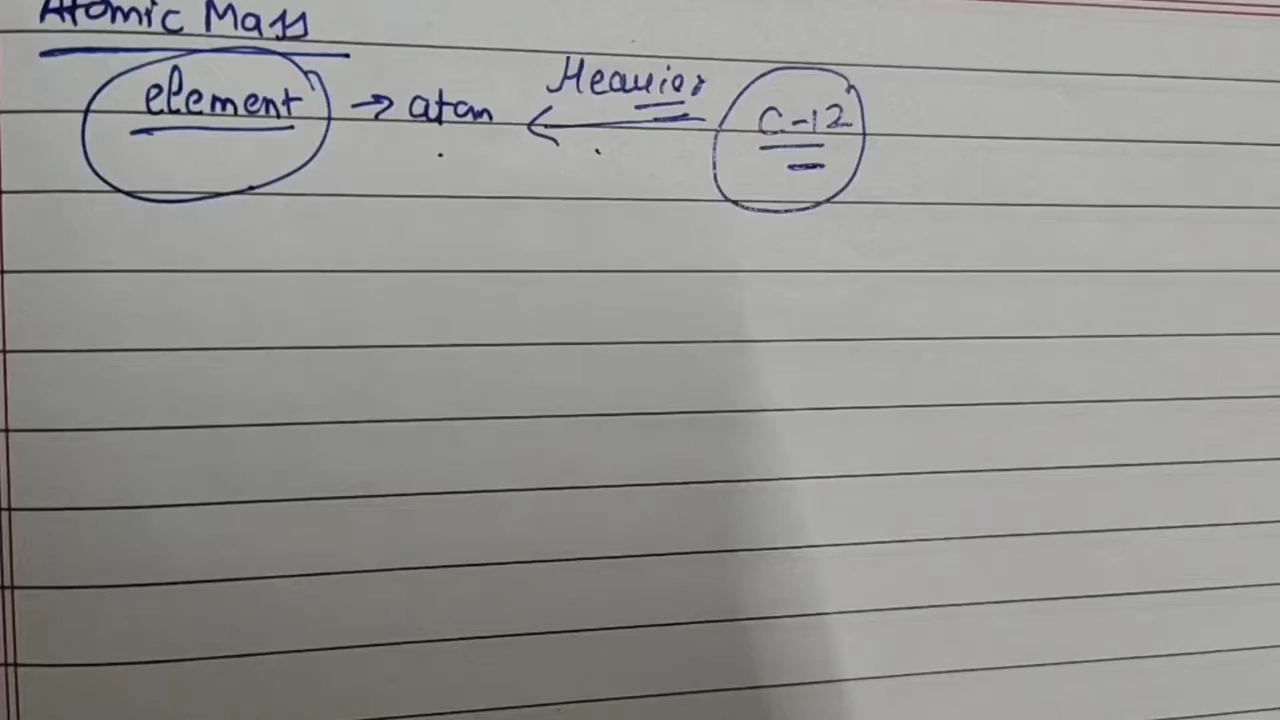 Atomic Mass
element → atom ← Heavier C-12